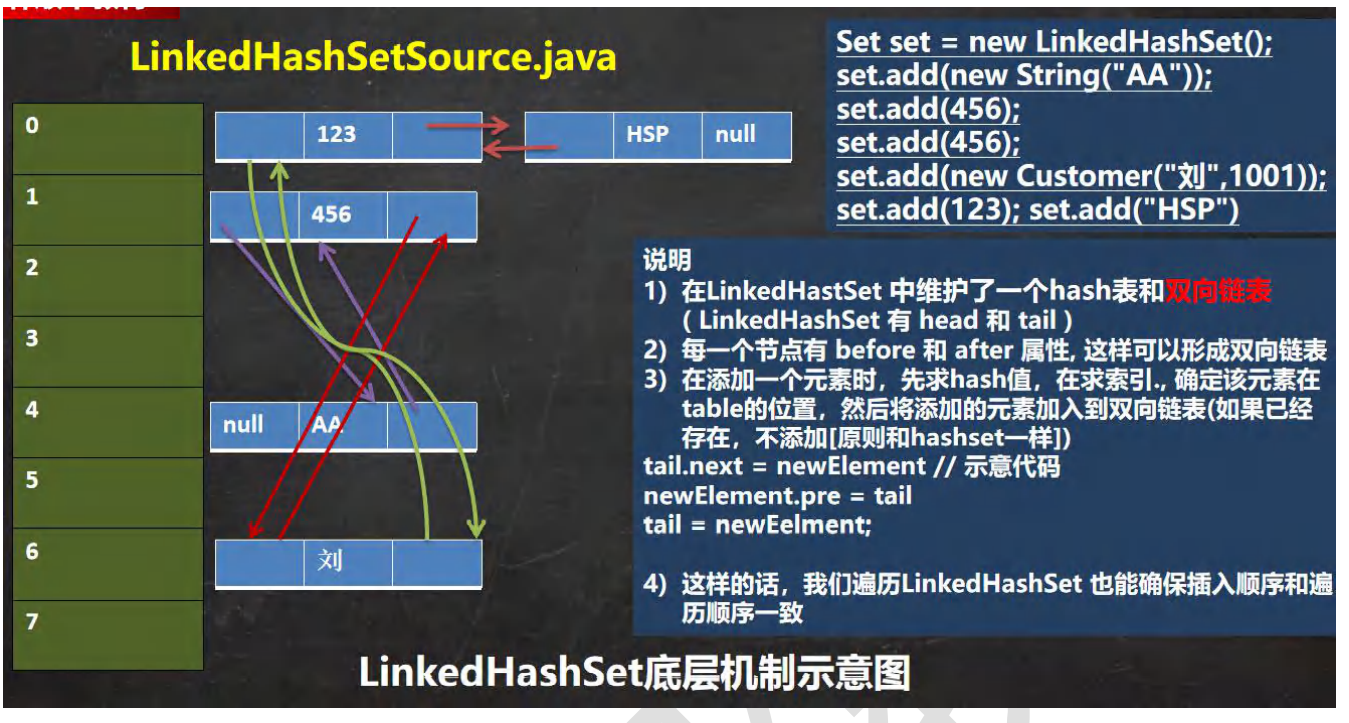 LinkedHashSetSource.java
Set set = new LinkedHashSet();
set.add(new String("AA"));
set.add(456);
set.add(456);
set.add(new Customer("刘",1001));
set.add(123); set.add("HSP")
0
123
HSP
null
1
456
2
3
4
null
AA
5
6
刘
7
说明
1) 在LinkedHastSet 中维护了一个hash表和双向链表
( LinkedHashSet 有 head 和 tail )
2) 每一个节点有 before 和 after 属性, 这样可以形成双向链表
3) 在添加一个元素时，先求hash值，在求索引., 确定该元素在
table的位置，然后将添加的元素加入到双向链表(如果已经
存在，不添加[原则和hashset一样])
tail.next = newElement // 示意代码
newElement.pre = tail
tail = newEelment;
4) 这样的话，我们遍历LinkedHashSet 也能确保插入顺序和遍
历顺序一致
LinkedHashSet底层机制示意图